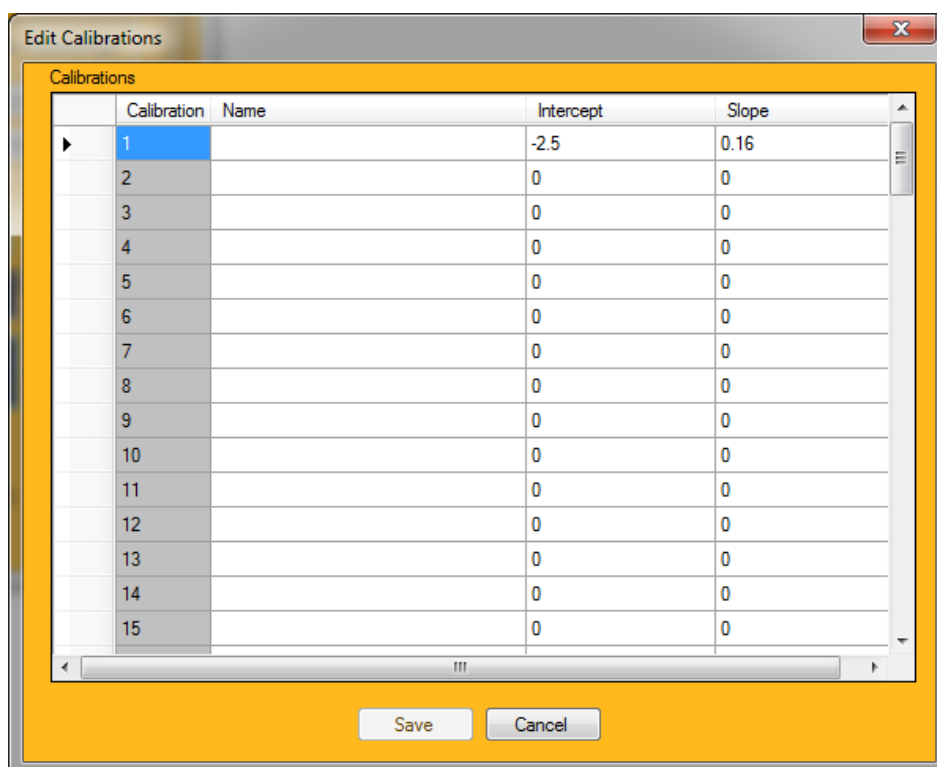 Edit Calibrations
Calibrations
Calibration Name Intercept Slope
1 -2.5 0.16
2 0 0
3 0 0
4 0 0
5 0 0
6 0 0
7 0 0
8 0 0
9 0 0
10 0 0
11 0 0
12 0 0
13 0 0
14 0 0
15 0 0
Save Cancel